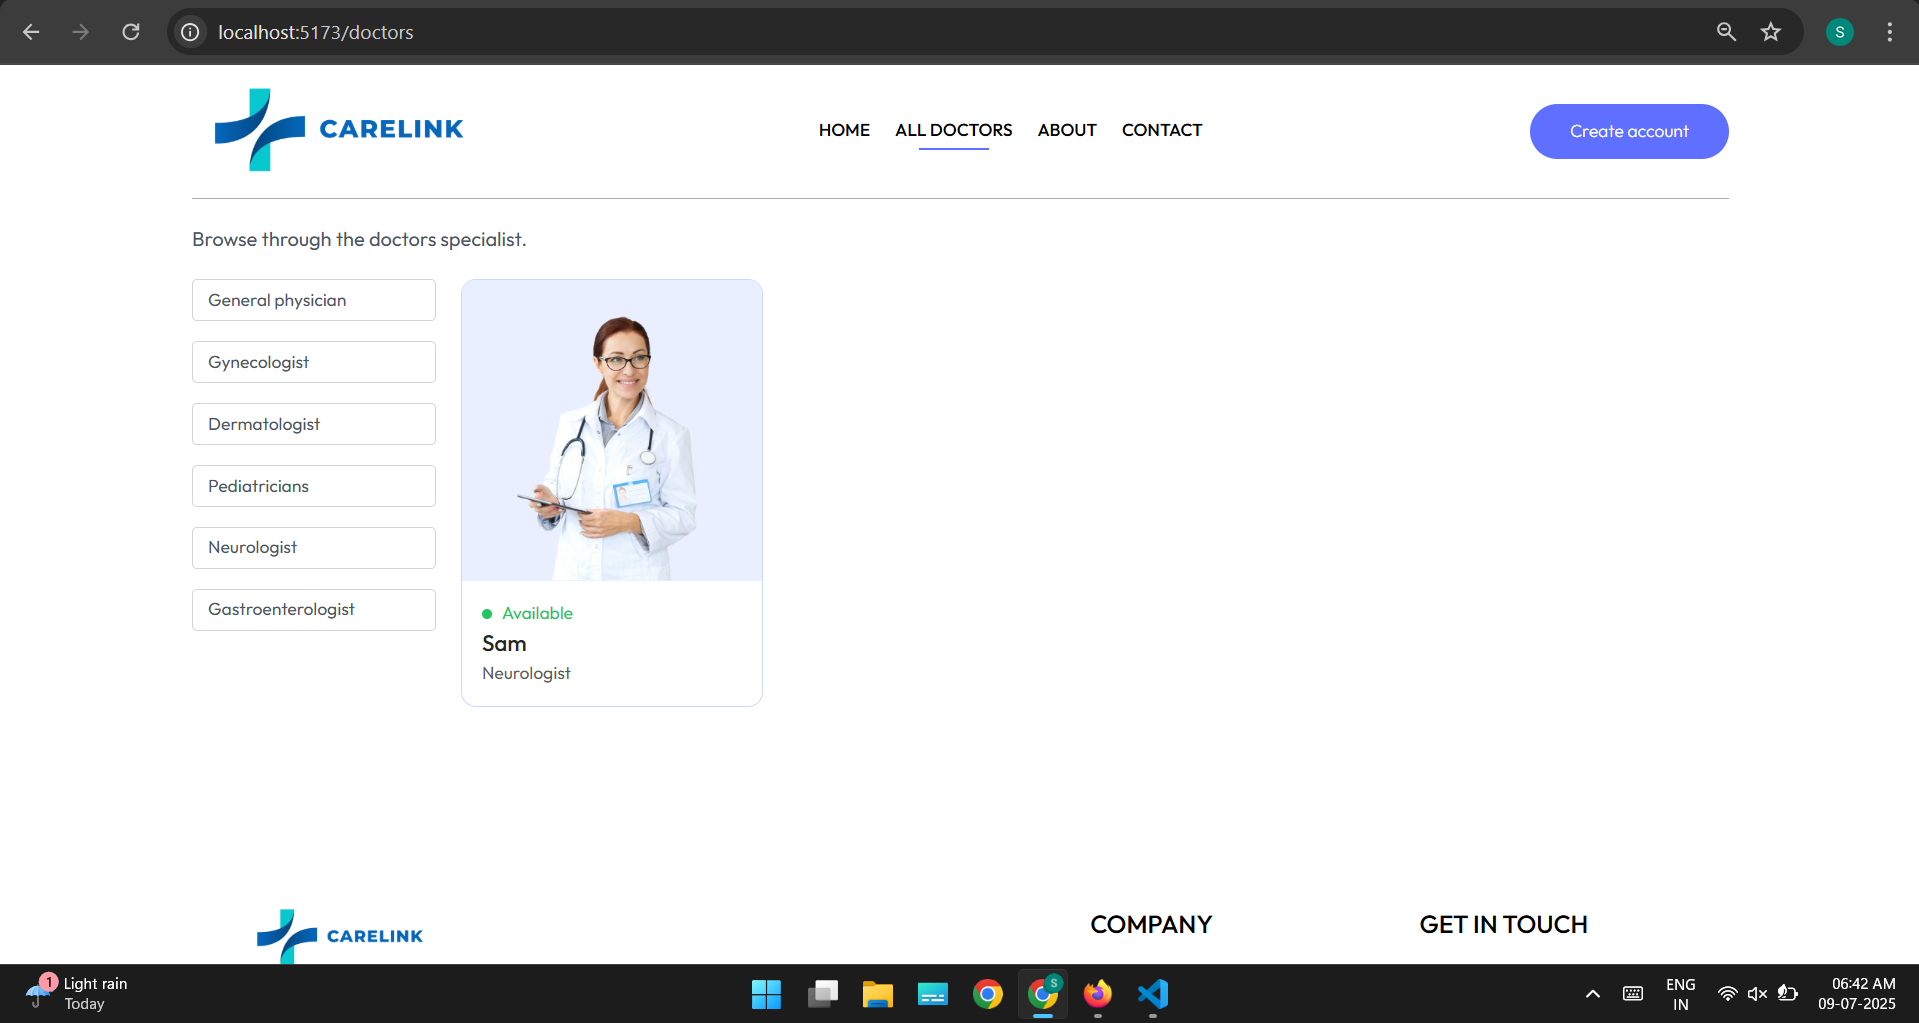 localhost:5173/doctors
S
CARELINK
HOME
ALL DOCTORS
ABOUT
CONTACT
Create account
Browse through the doctors specialist.
General physician
Gynecologist
Dermatologist
Pediatricians
Neurologist
Gastroenterologist
Available
Sam
Neurologist
CARELINK
COMPANY
GET IN TOUCH
1
Light rain
Today
S
ENG
IN
06:42 AM
09-07-2025